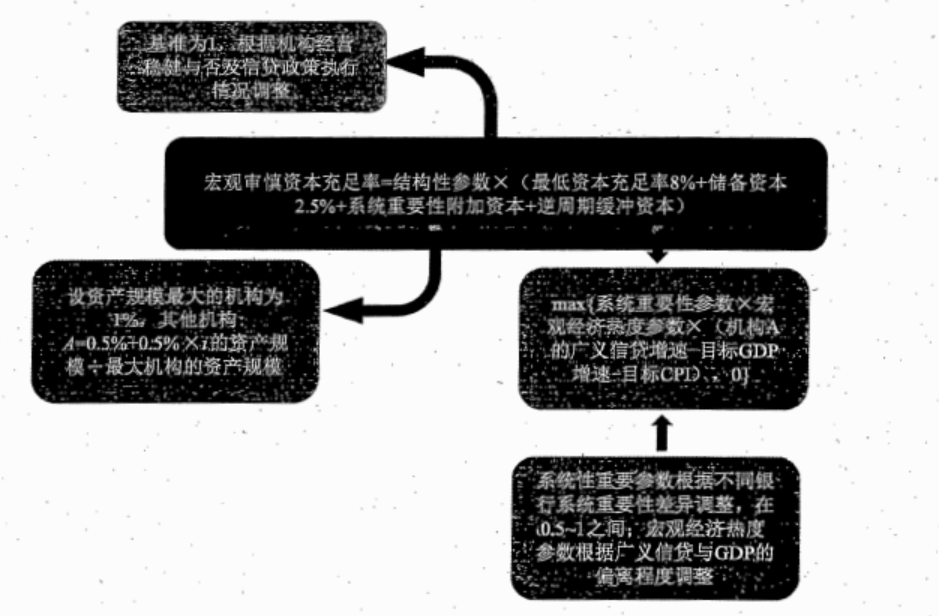 基准为1，根据机构经营
稳健与否及信贷政策执行
情况调整
宏观审慎资本充足率=结构性参数×（最低资本充足率8%+储备资本
2.5%+系统重要性附加资本+逆周期缓冲资本）
设资产规模最大的机构为
1%，其他机构
A=0.5%+0.5%×i的资产规
模÷最大机构的资产规模
max{系统重要性参数×宏
观经济热度参数×（机构A
的广义信贷增速−目标GDP
增速−目标CPI），0}
系统性重要参数根据不同银
行系统重要性差异调整，在
0.5~1之间；宏观经济热度
参数根据广义信贷与GDP的
偏离程度调整